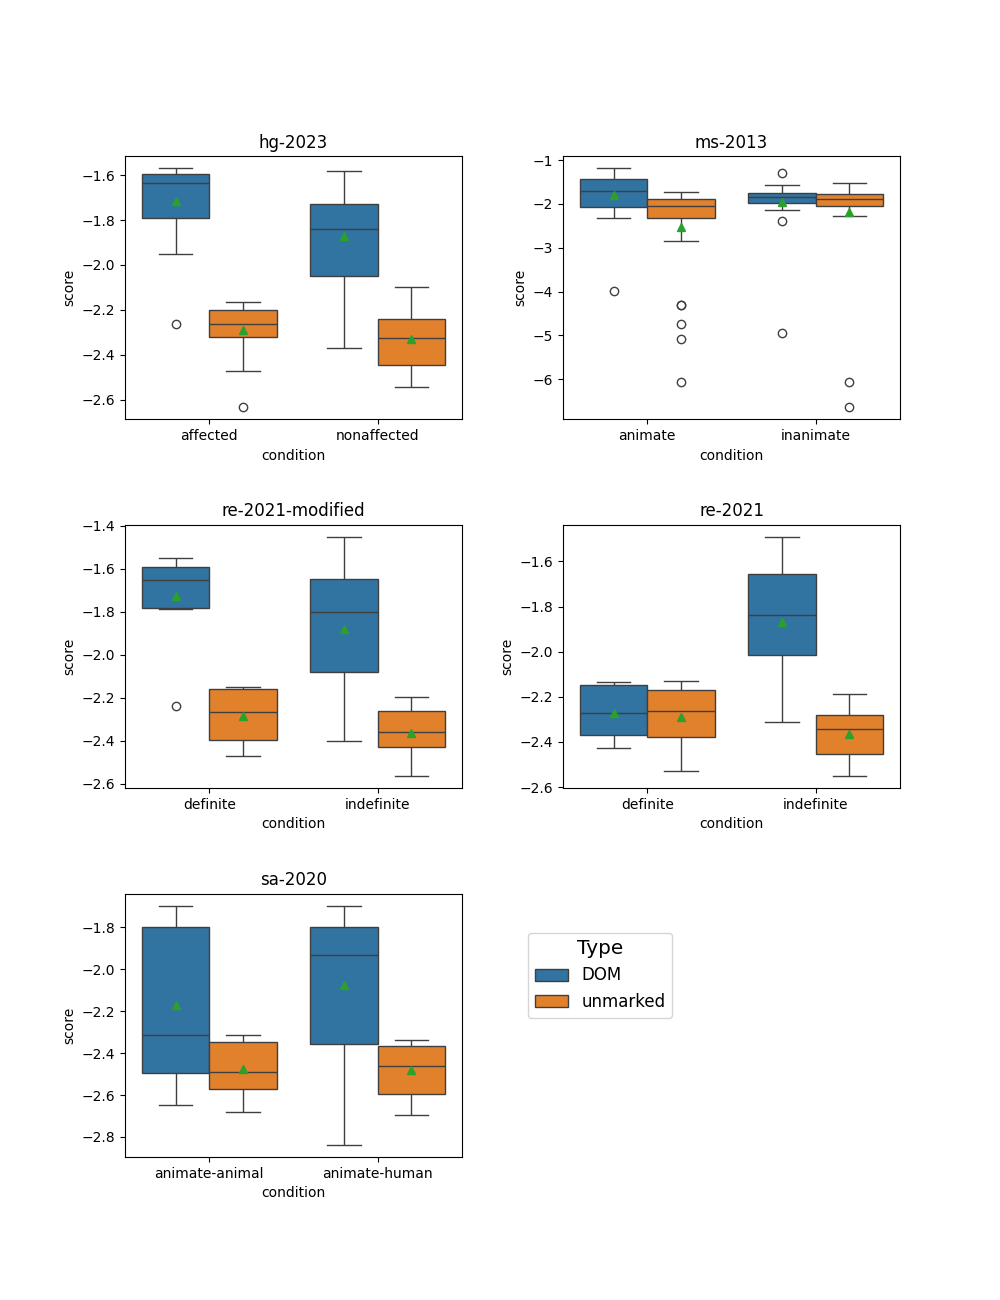 hg-2023
−1.6
−1.8
−2.0
−2.2
−2.4
−2.6
score
affected nonaffected
condition
ms-2013
−1
−2
−3
−4
−5
−6
score
animate inanimate
condition
re-2021-modified
−1.4
−1.6
−1.8
−2.0
−2.2
−2.4
−2.6
score
definite indefinite
condition
re-2021
−1.6
−1.8
−2.0
−2.2
−2.4
−2.6
score
definite indefinite
condition
sa-2020
−1.8
−2.0
−2.2
−2.4
−2.6
−2.8
score
animate-animal animate-human
condition
Type
DOM
unmarked